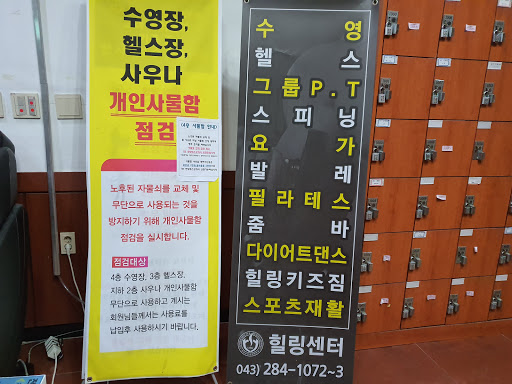 수영장,
헬스장,
사우나
개인사물함
점검
(4층 사물함 안내)
노후된 자물쇠를 교체 및
무단으로 사용되는 것을
방지하기 위해 개인사물함
점검을 실시합니다.
점검대상
4층 수영장, 3층 헬스장,
지하 2층 사우나 개인사물함
무단으로 사용하고 계시는
회원님들께서는 사용료를
납입후 사용하시기 바랍니다.
수 영
헬 스
그룹P.T
스피닝
요 가
발 레
필라테스
줌 바
다이어트댄스
힐링키즈짐
스포츠재활
힐링센터
043) 284-1072~3